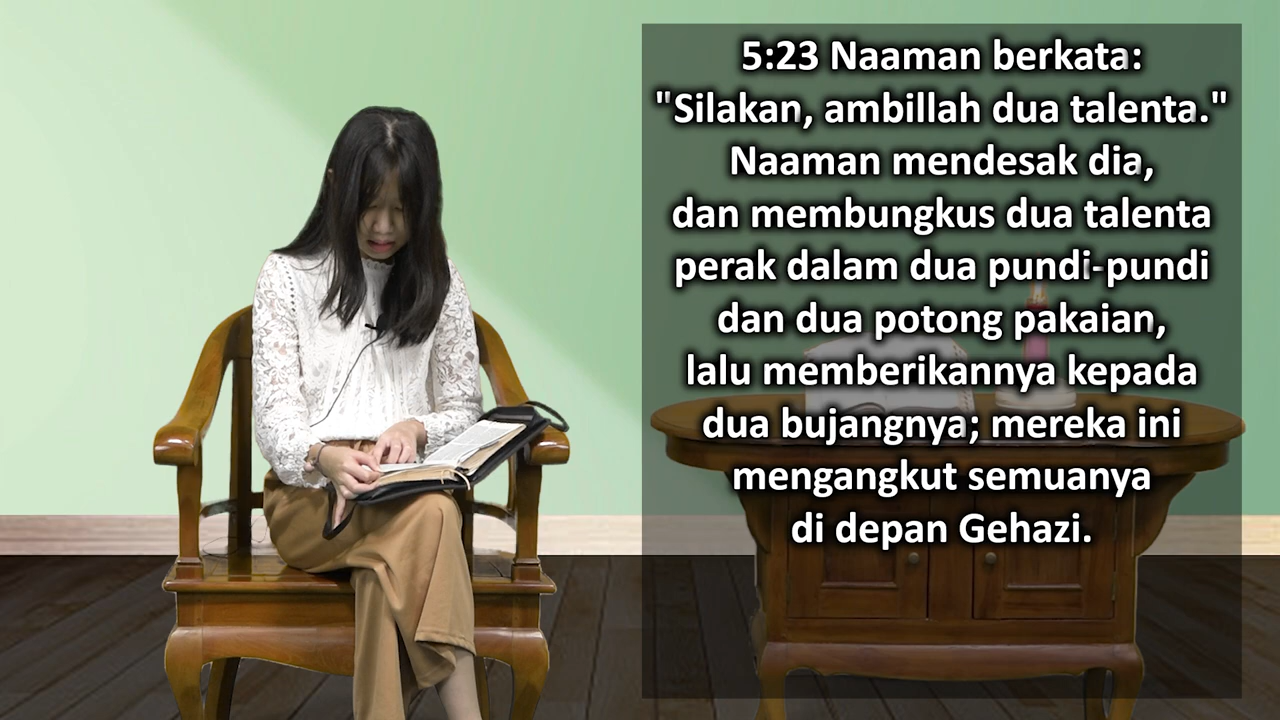 5:23 Naaman berkata:
"Silakan, ambillah dua talenta."
Naaman mendesak dia,
dan membungkus dua talenta
perak dalam dua pundi-pundi
dan dua potong pakaian,
lalu memberikannya kepada
dua bujangnya; mereka ini
mengangkut semuanya
di depan Gehazi.